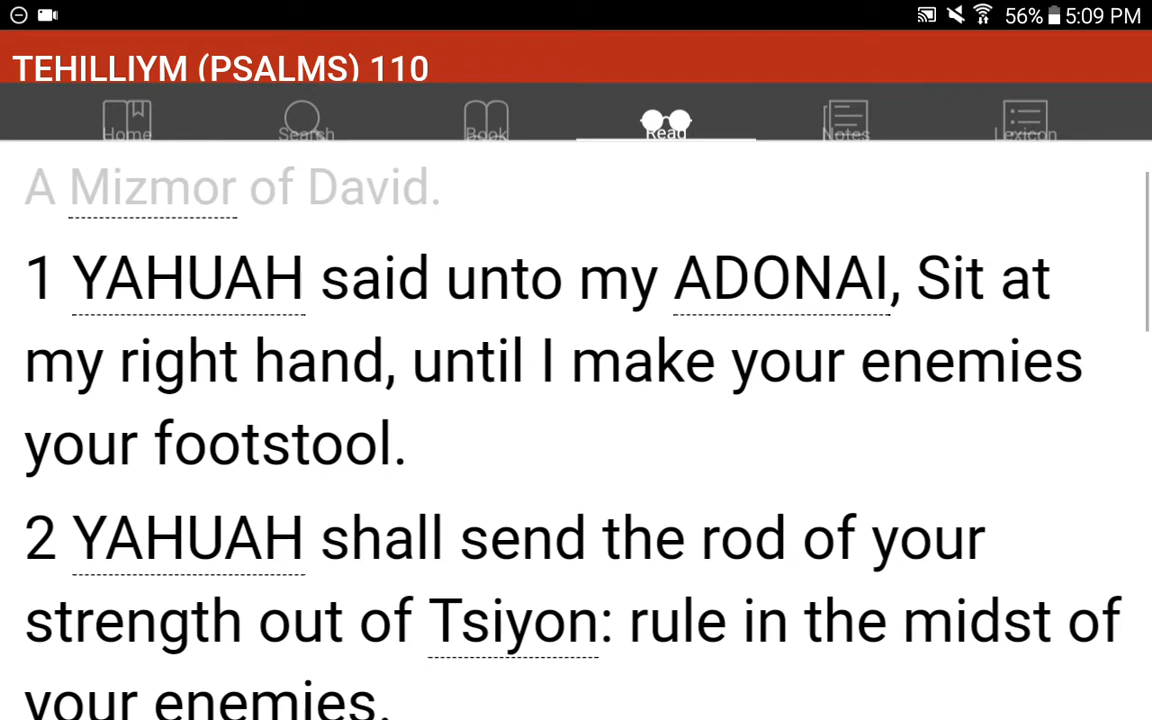 56% 5:09 PM
TEHILLIYM (PSALMS) 110
Home Search Book Read Notes Lexicon
A Mizmor of David.
1 YAHUAH said unto my ADONAI, Sit at
my right hand, until I make your enemies
your footstool.
2 YAHUAH shall send the rod of your
strength out of Tsiyon: rule in the midst of
your enemies.